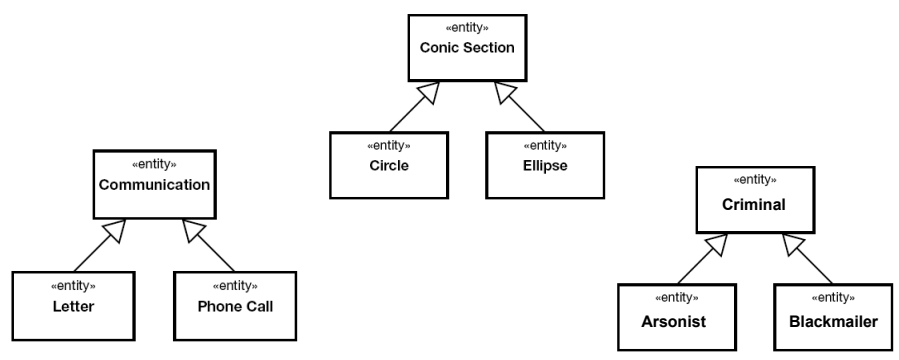 «entity»
Conic Section
«entity»
Circle
«entity»
Ellipse
«entity»
Communication
«entity»
Letter
«entity»
Phone Call
«entity»
Criminal
«entity»
Arsonist
«entity»
Blackmailer